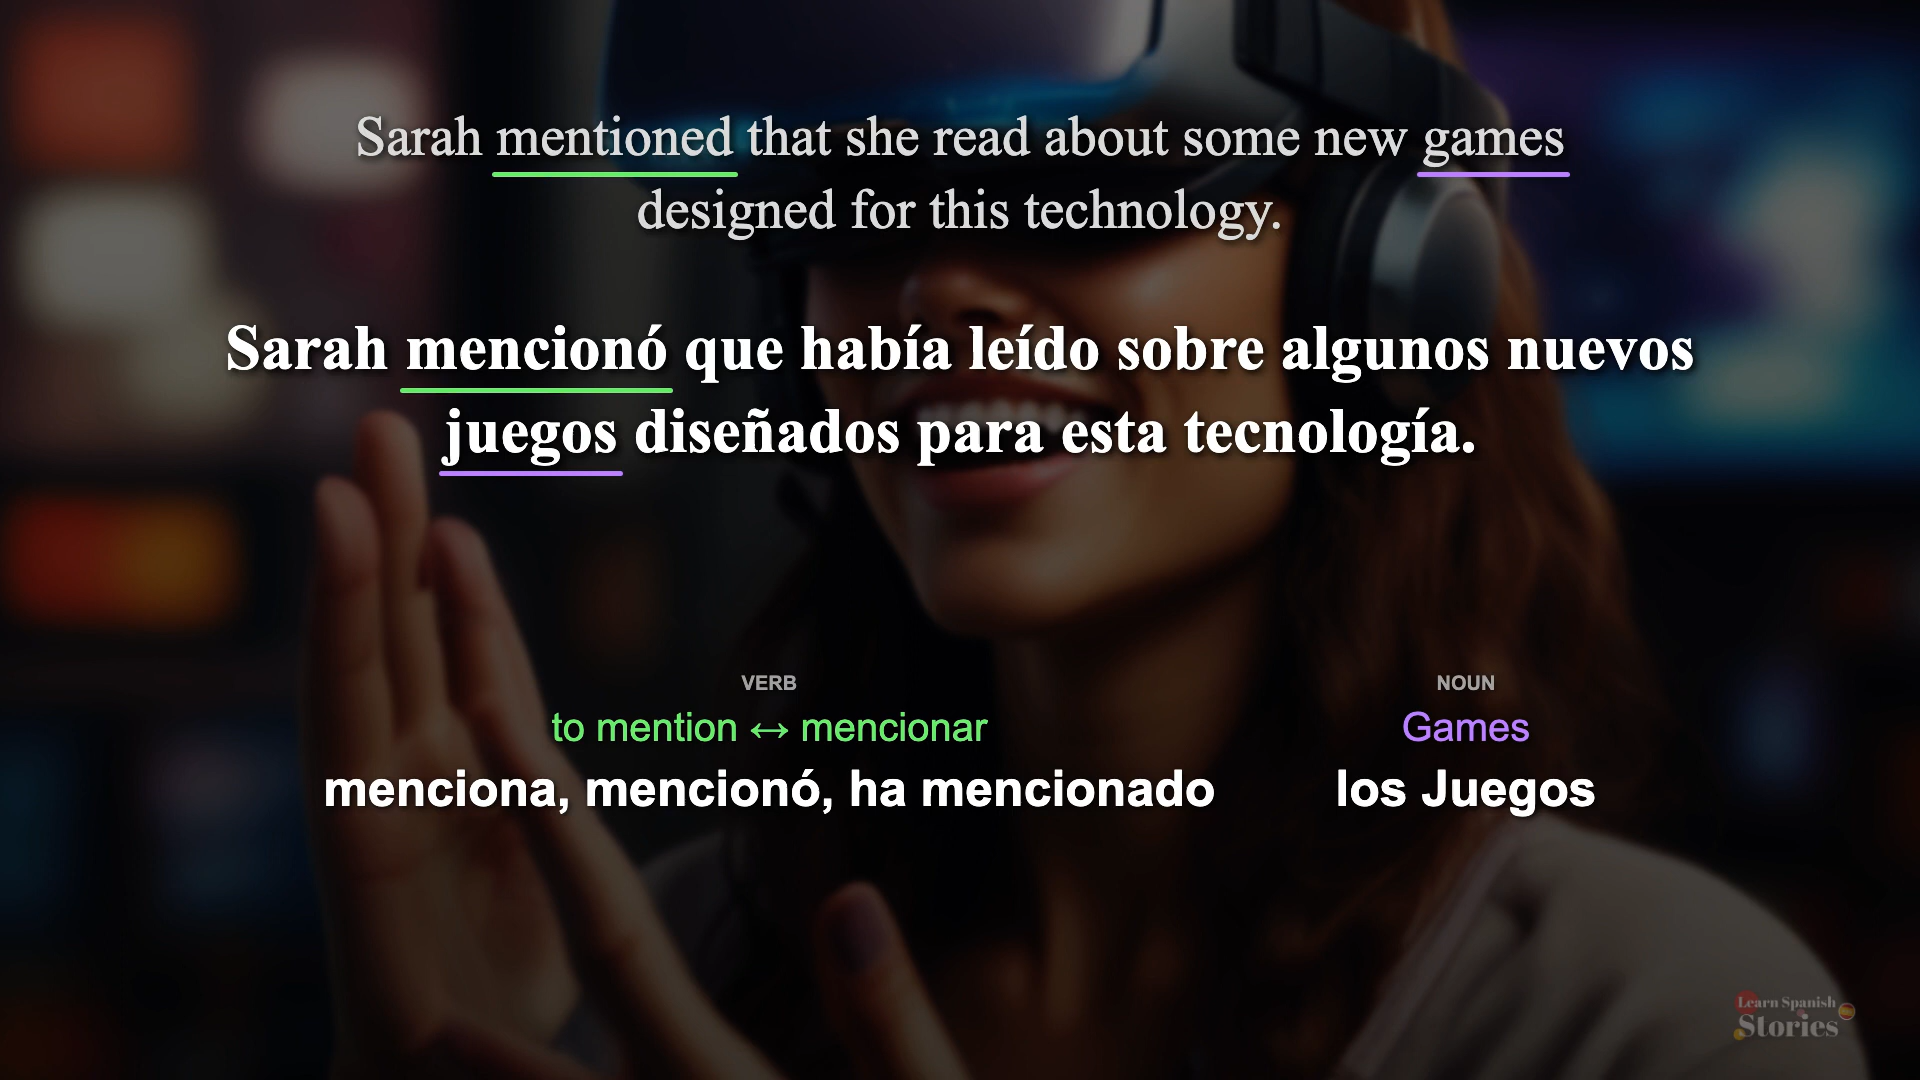 Sarah mentioned that she read about some new games
designed for this technology.
Sarah mencionó que había leído sobre algunos nuevos
juegos diseñados para esta tecnología.
VERB
to mention ↔ mencionar
menciona, mencionó, ha mencionado
NOUN
Games
los Juegos
Learn Spanish
Stories